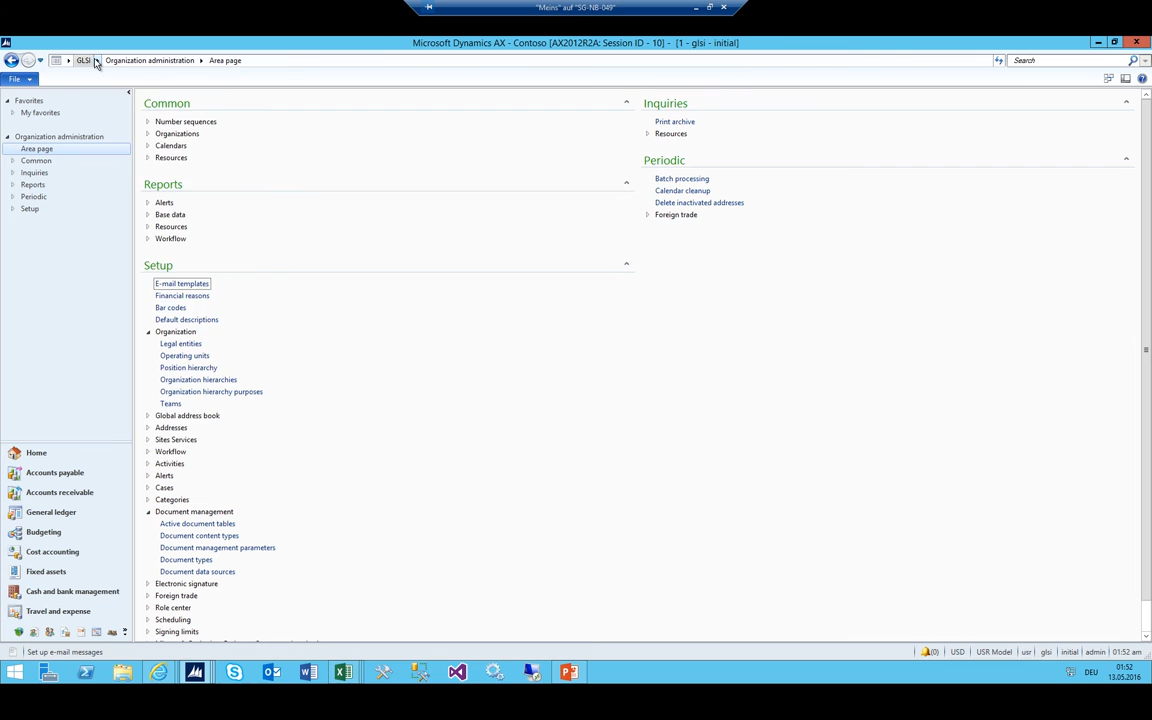 "Meins" auf "SG-NB-049"
Microsoft Dynamics AX - Contoso [AX2012R2A: Session ID - 10] - [1 - glsi - initial]
GLSI Organization administration Area page
Search
File
Favorites
My favorites
Organization administration
Area page
Common
Inquiries
Reports
Periodic
Setup
Home
Accounts payable
Accounts receivable
General ledger
Budgeting
Cost accounting
Fixed assets
Cash and bank management
Travel and expense
Common
Number sequences
Organizations
Calendars
Resources
Reports
Alerts
Base data
Resources
Workflow
Setup
E-mail templates
Financial reasons
Bar codes
Default descriptions
Organization
Legal entities
Operating units
Position hierarchy
Organization hierarchies
Organization hierarchy purposes
Teams
Global address book
Addresses
Sites Services
Workflow
Activities
Alerts
Cases
Categories
Document management
Active document tables
Document content types
Document management parameters
Document types
Document data sources
Electronic signature
Foreign trade
Role center
Scheduling
Signing limits
Inquiries
Print archive
Resources
Periodic
Batch processing
Calendar cleanup
Delete inactivated addresses
Foreign trade
Set up e-mail messages
(0) USD USR Model usr glsi initial admin 01:52 am
DEU
01:52
13.05.2016